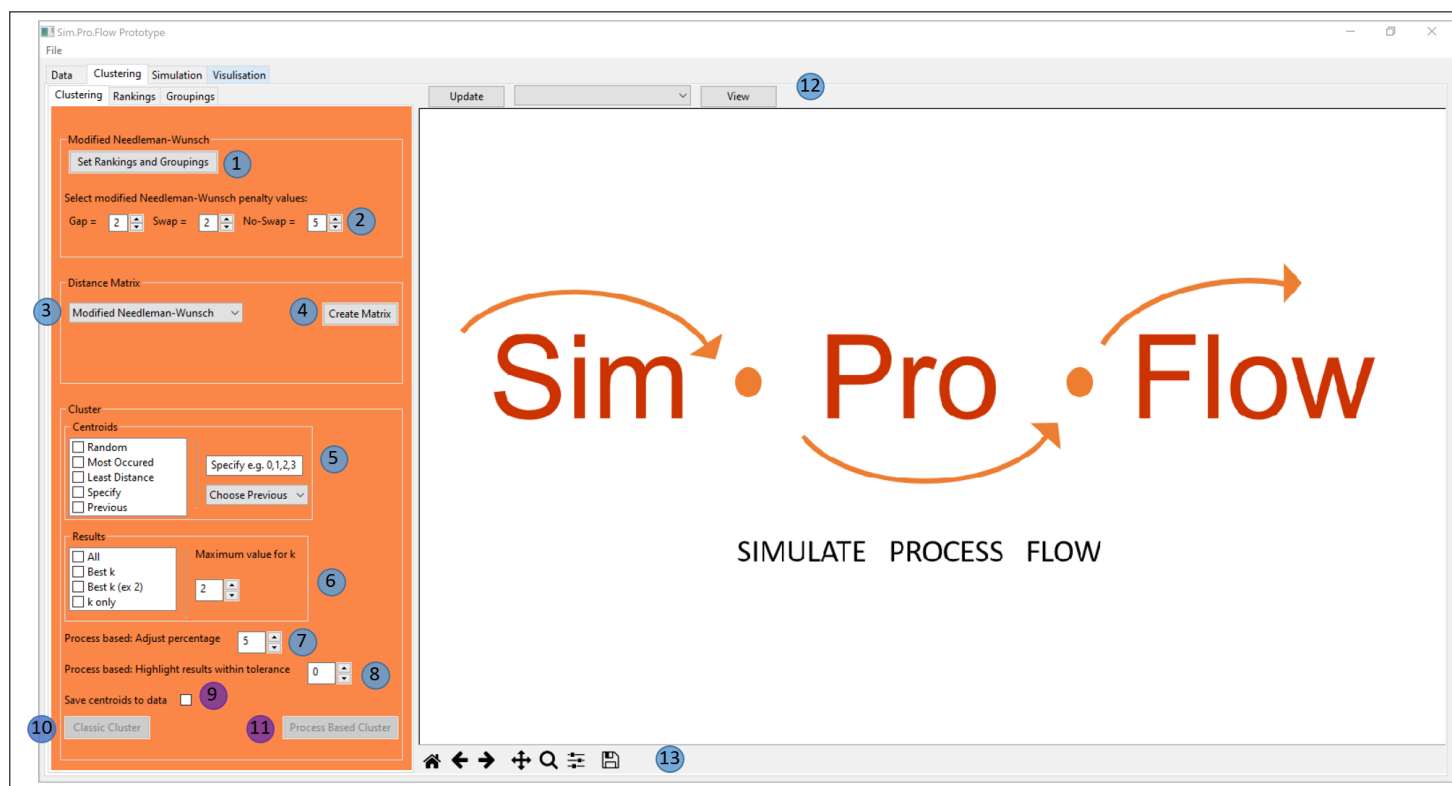 Sim.Pro.Flow Prototype
File
Data Clustering Simulation Visulisation
Clustering Rankings Groupings
Update View 12
Modified Needleman-Wunsch
Set Rankings and Groupings 1
Select modified Needleman-Wunsch penalty values:
Gap = 2 Swap = 2 No-Swap = 5 2
Distance Matrix
3 Modified Needleman-Wunsch 4 Create Matrix
Cluster
Centroids
Random
Most Occured
Least Distance
Specify
Previous
Specify e.g. 0,1,2,3
Choose Previous
5
Results
All
Best k
Best k (ex 2)
k only
Maximum value for k
2
6
Process based: Adjust percentage 5 7
Process based: Highlight results within tolerance 0 8
Save centroids to data 9
10 Classic Cluster 11 Process Based Cluster
Sim • Pro • Flow
SIMULATE PROCESS FLOW
13